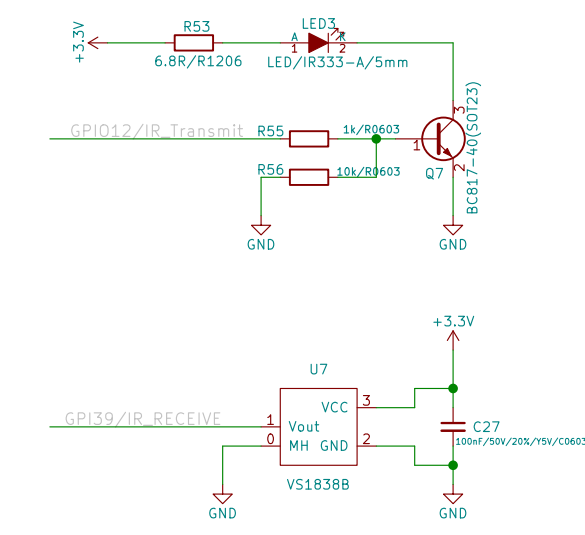 +3.3V
R53
6.8R/R1206
LED3
A
K
1
2
LED/IR333-A/5mm
GPIO12/IR_Transmit
R55
1k/R0603
R56
10k/R0603
1
3
2
Q7
BC817-40(SOT23)
GND
GND
+3.3V
U7
GPI39/IR_RECEIVE
1
Vout
0
MH
VCC
3
GND
2
VS1838B
C27
100nF/50V/20%/Y5V/C0603
GND
GND